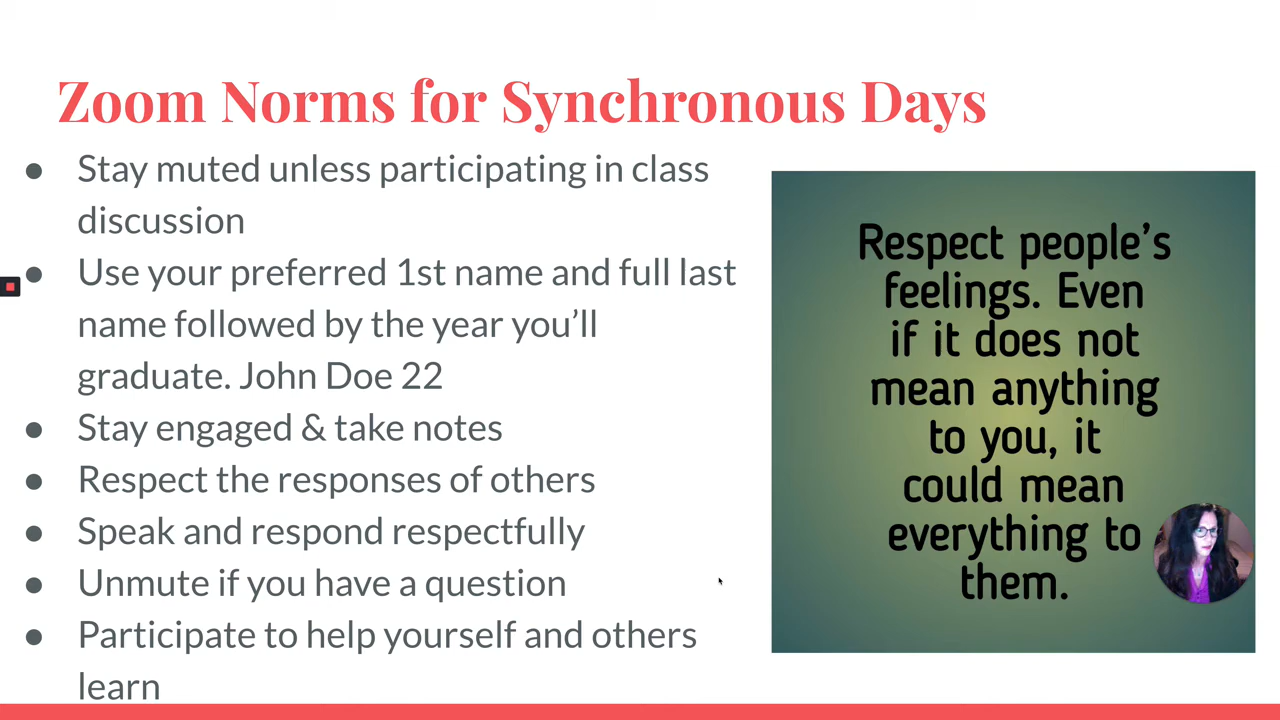 Zoom Norms for Synchronous Days
● Stay muted unless participating in class
discussion
● Use your preferred 1st name and full last
name followed by the year you’ll
graduate. John Doe 22
● Stay engaged & take notes
● Respect the responses of others
● Speak and respond respectfully
● Unmute if you have a question
● Participate to help yourself and others
learn
Respect people’s
feelings. Even
if it does not
mean anything
to you, it
could mean
everything to
them.